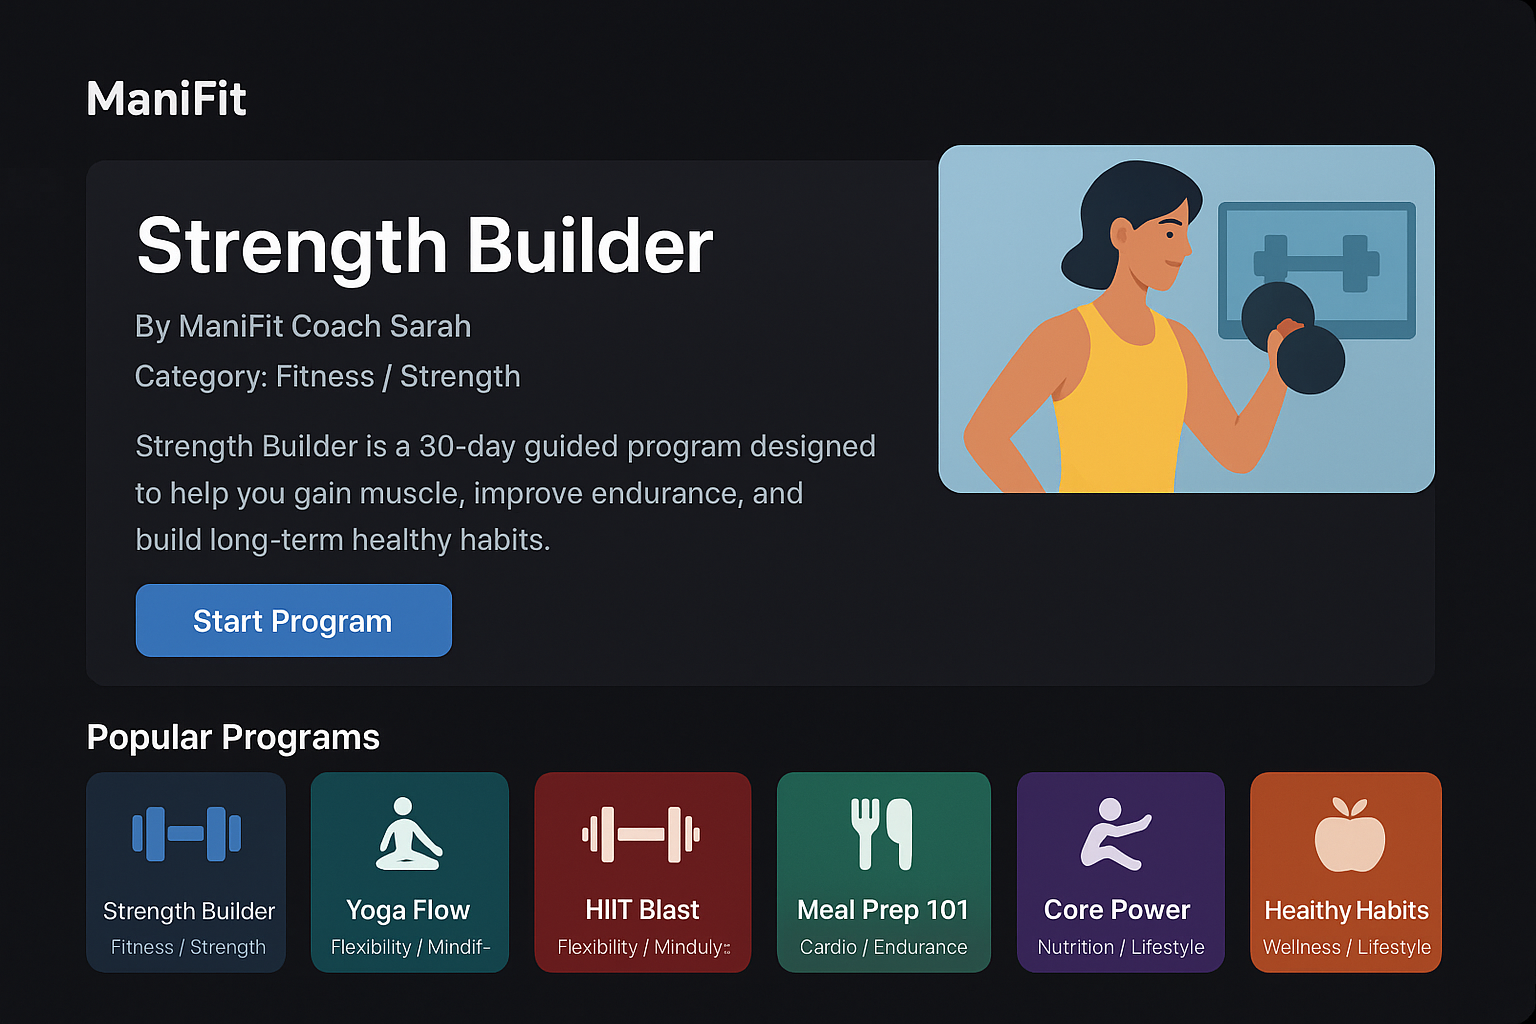 ManiFit
Strength Builder
By ManiFit Coach Sarah
Category: Fitness / Strength
Strength Builder is a 30-day guided program designed
to help you gain muscle, improve endurance, and
build long-term healthy habits.
Start Program
Popular Programs
Strength Builder
Fitness / Strength
Yoga Flow
Flexibility / Mindif-
HIIT Blast
Flexibility /
Meal Prep 101
Cardio / Endurance
Core Power
Nutrition / Lifestyle
Heaithy Habits
Wellness / Lifestyle